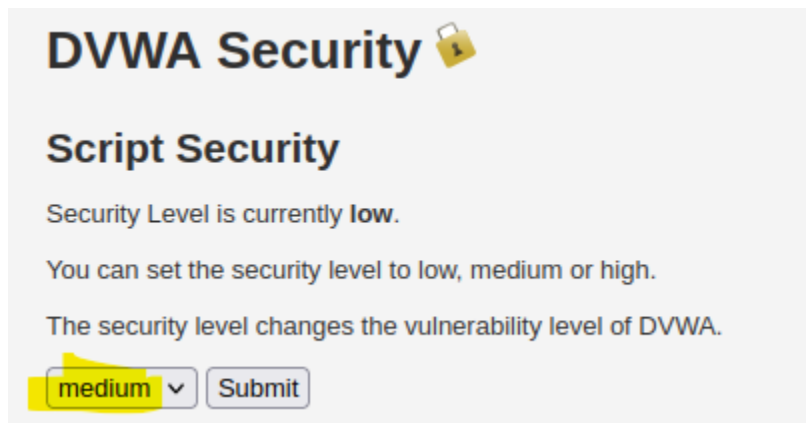 DVWA Security
Script Security
Security Level is currently low.
You can set the security level to low, medium or high.
The security level changes the vulnerability level of DVWA.
medium Submit